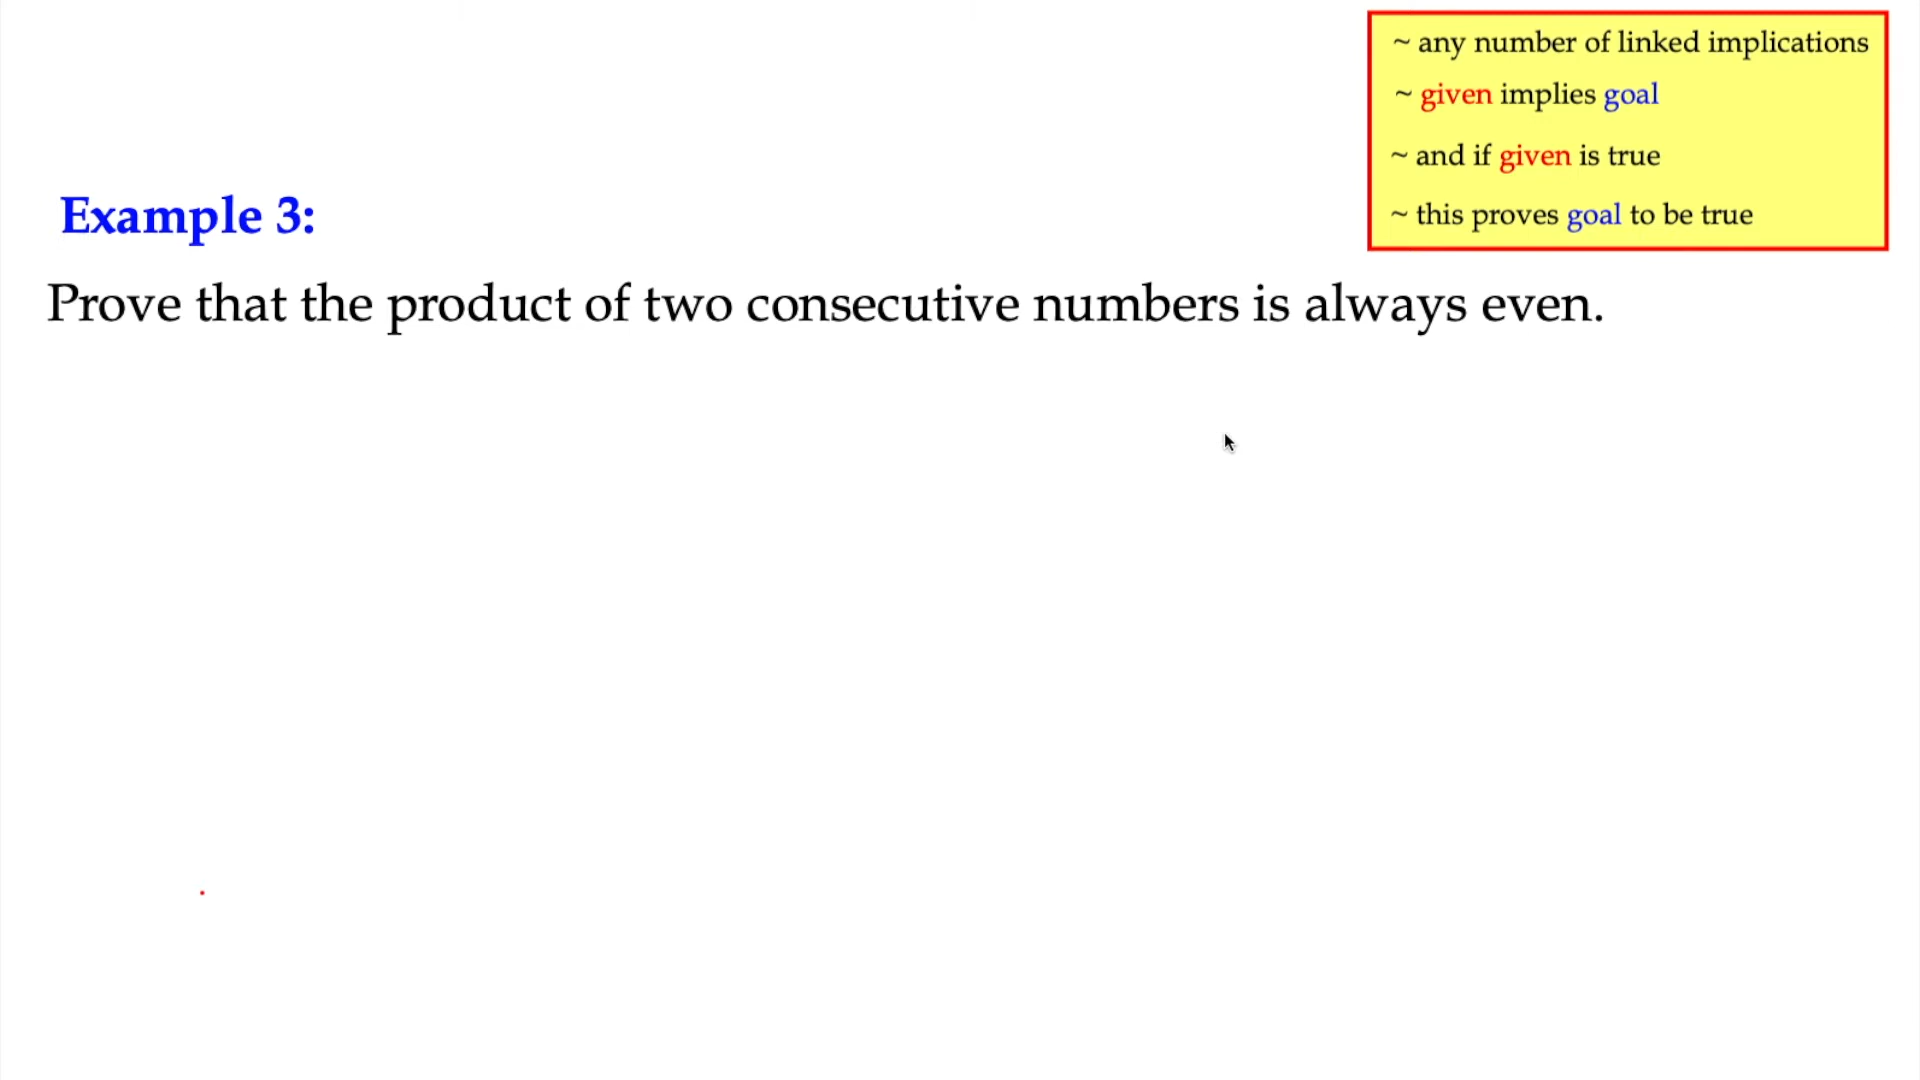 ~ any number of linked implications
~ given implies goal
~ and if given is true
~ this proves goal to be true
Example 3:
Prove that the product of two consecutive numbers is always even.